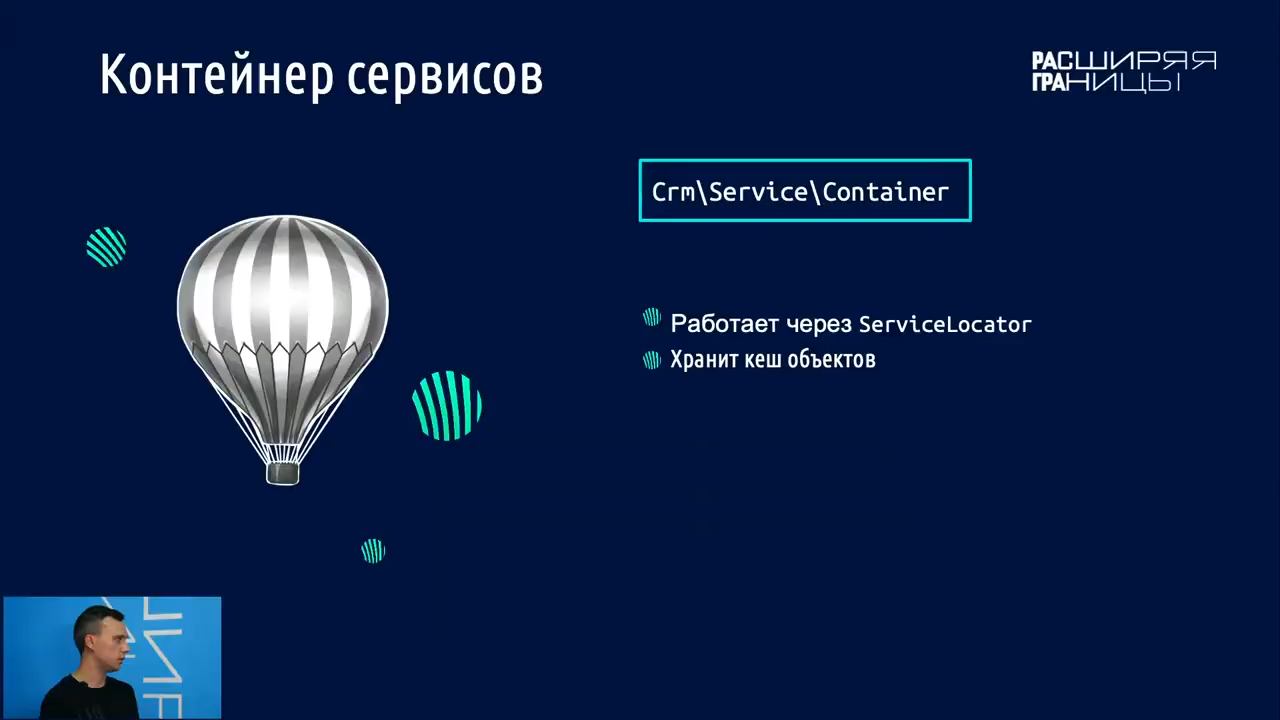 Контейнер сервисов
РАСШИРЯЯ
ГРАНИЦЫ
Crm\Service\Container
Работает через ServiceLocator
Хранит кеш объектов